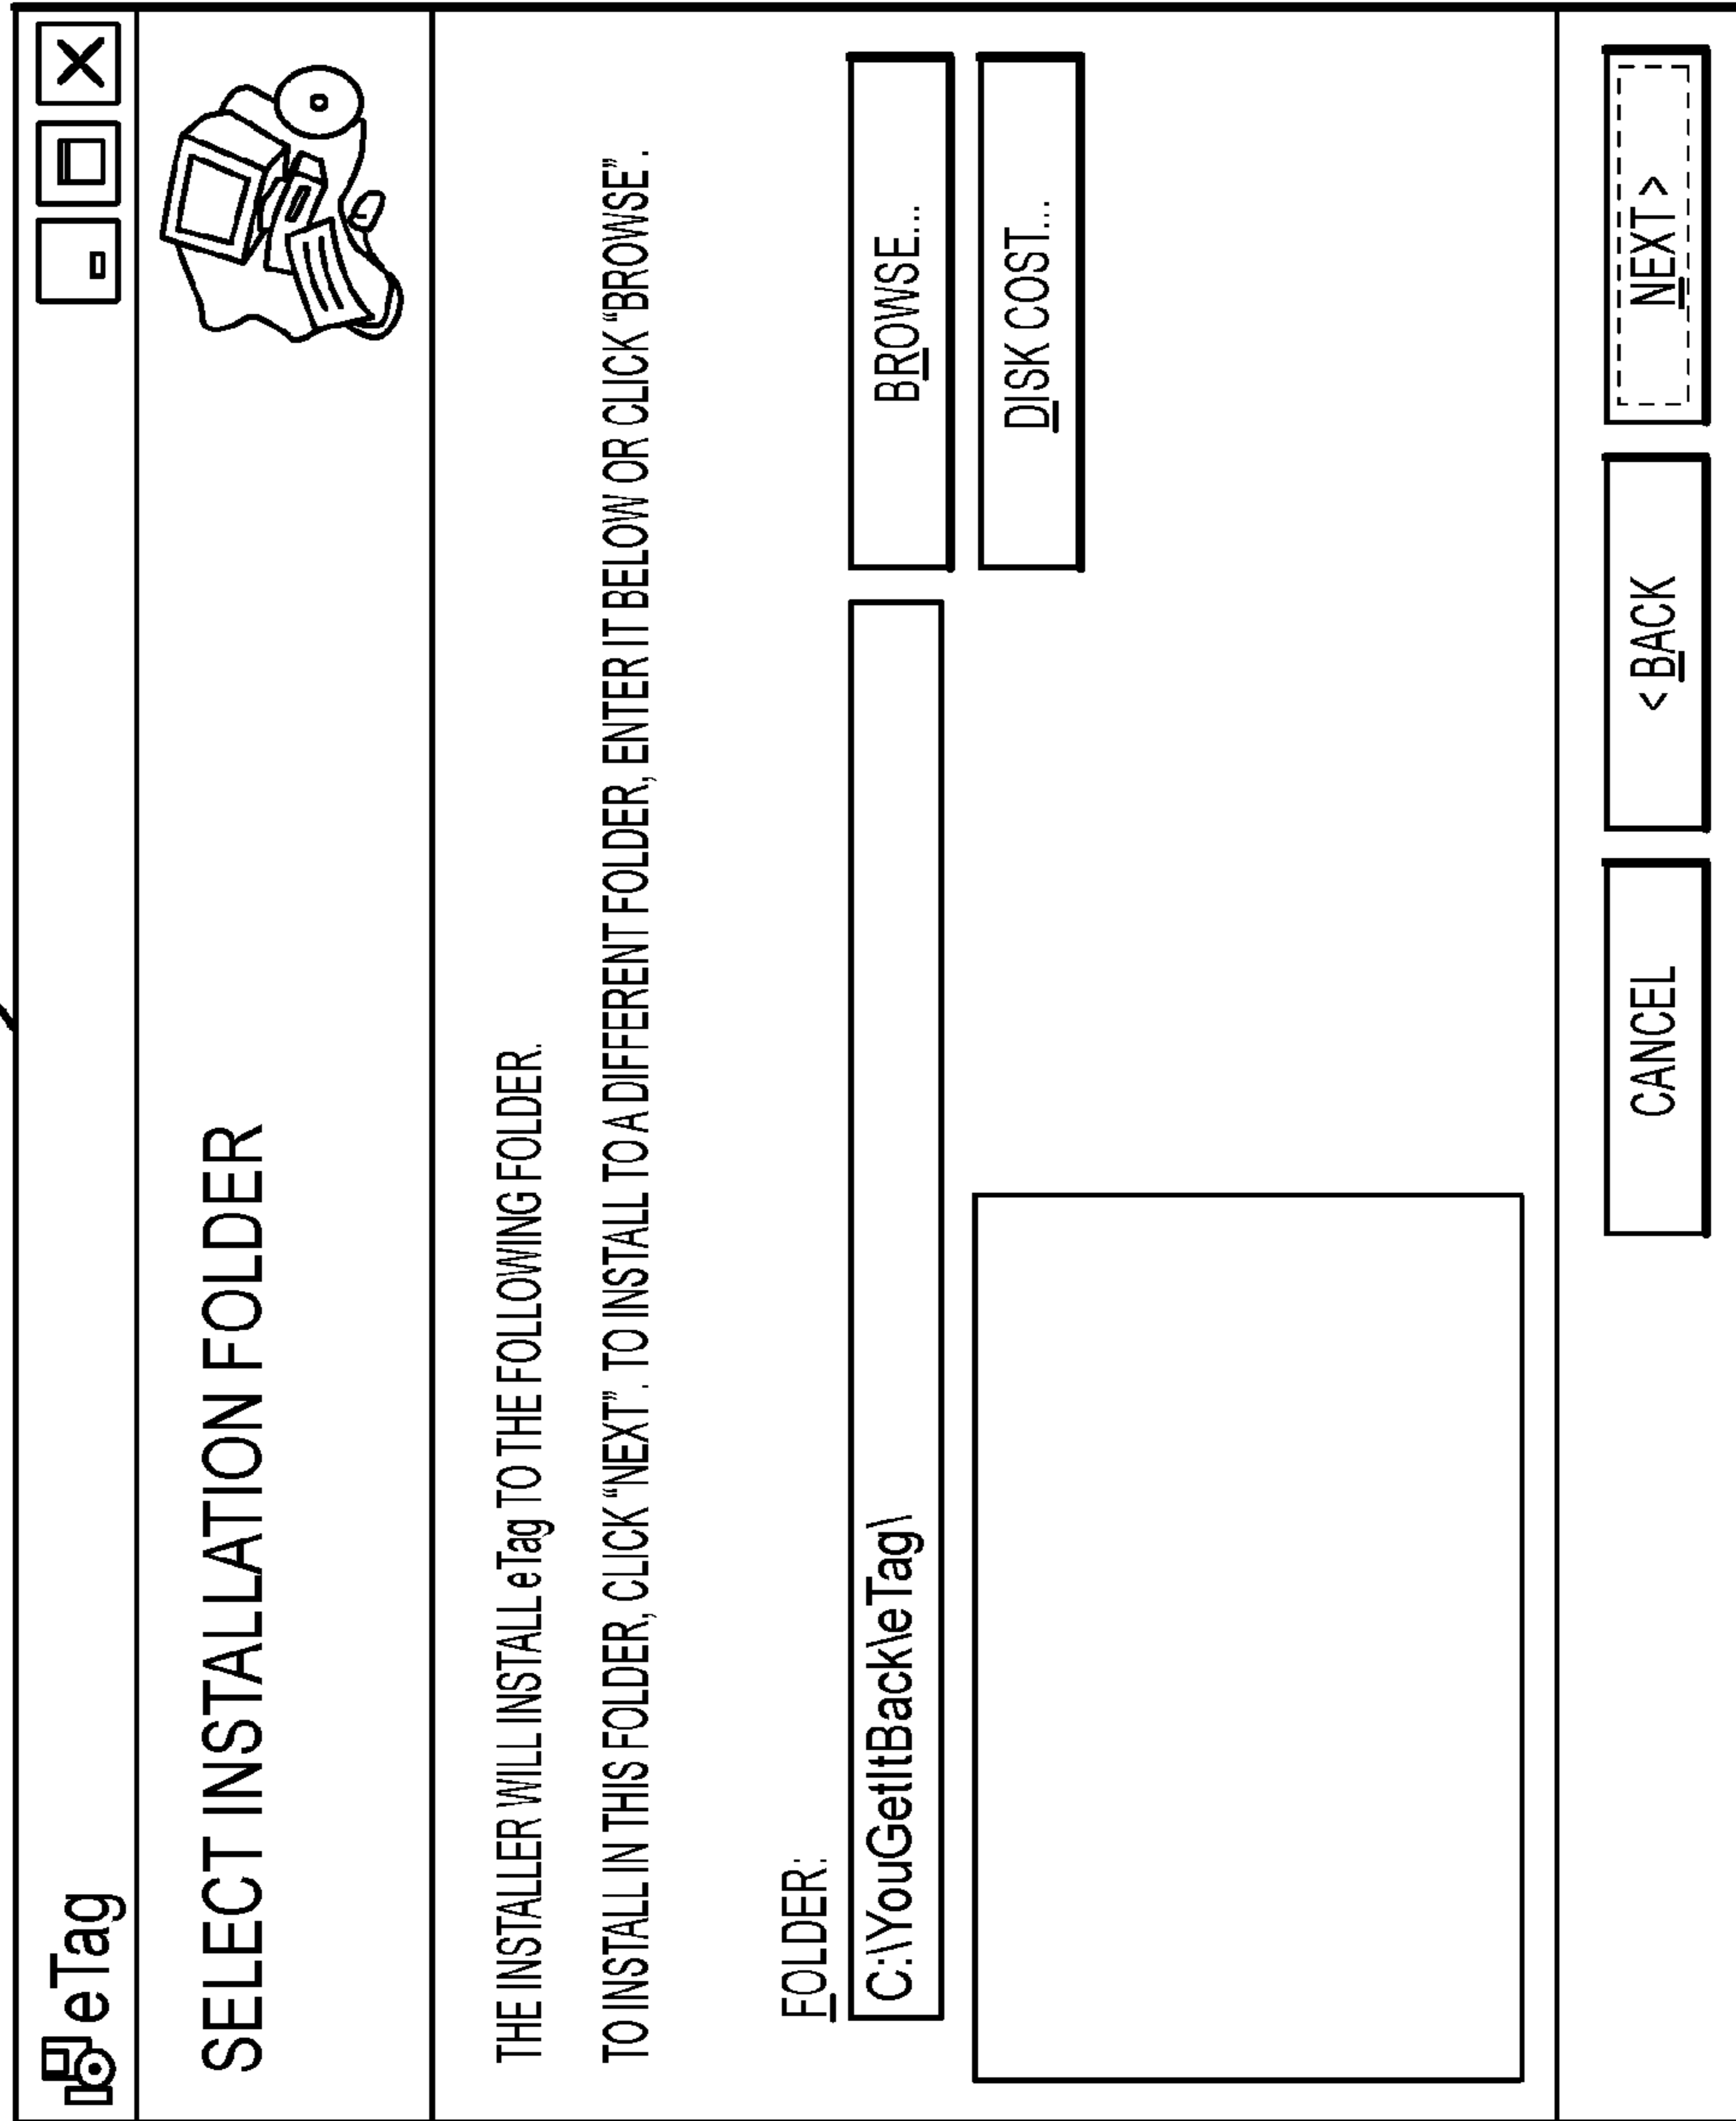 eTag
SELECT INSTALLATION FOLDER
THE INSTALLER WILL INSTALL eTag TO THE FOLLOWING FOLDER.
TO INSTALL IN THIS FOLDER, CLICK “NEXT”. TO INSTALL TO A DIFFERENT FOLDER, ENTER IT BELOW OR CLICK “BROWSE”.
FOLDER:
C:\YouGetItBack\eTag\
BROWSE...
DISK COST...
CANCEL
< BACK
NEXT >